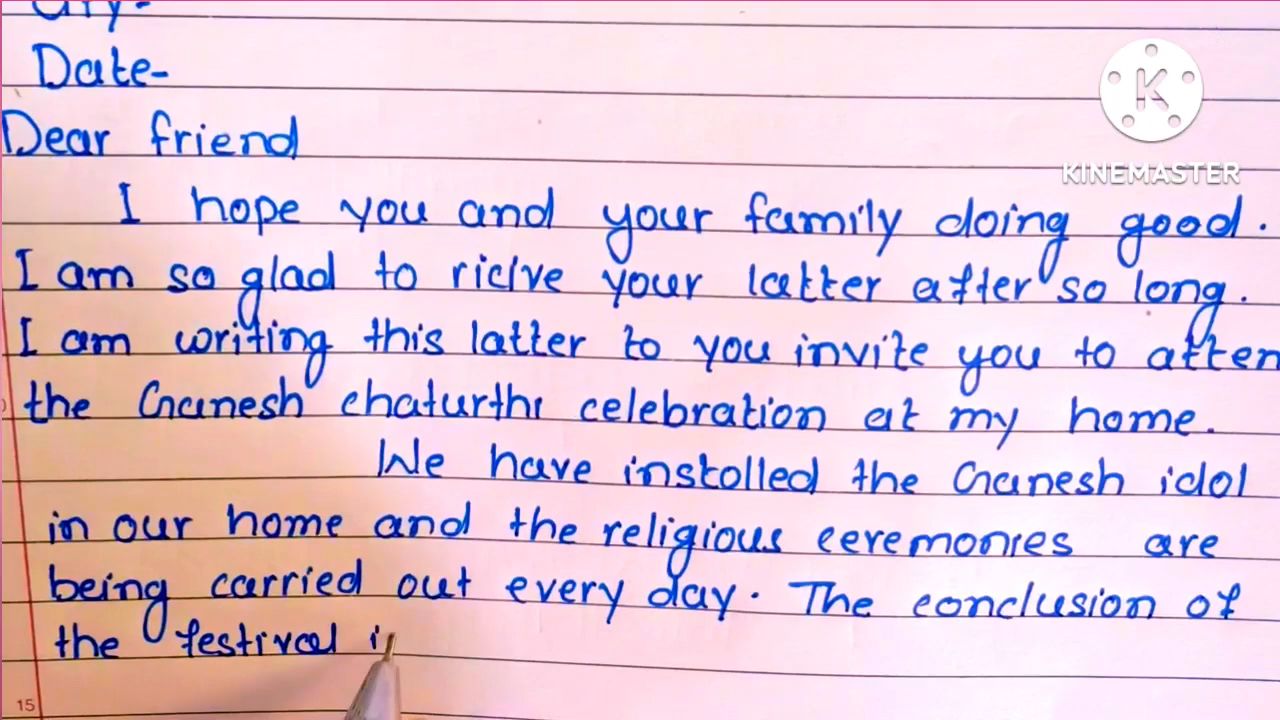 City-
Date-
Dear friend
I hope you and your family doing good.
I am so glad to ricive your latter after so long.
I am writing this latter to you invite you to atten
the Ganesh chaturthi celebration at my home.
We have instolled the Ganesh idol
in our home and the religious ceremonies are
being carried out every day. The conclusion of
the festival i
15
K
KINEMASTER